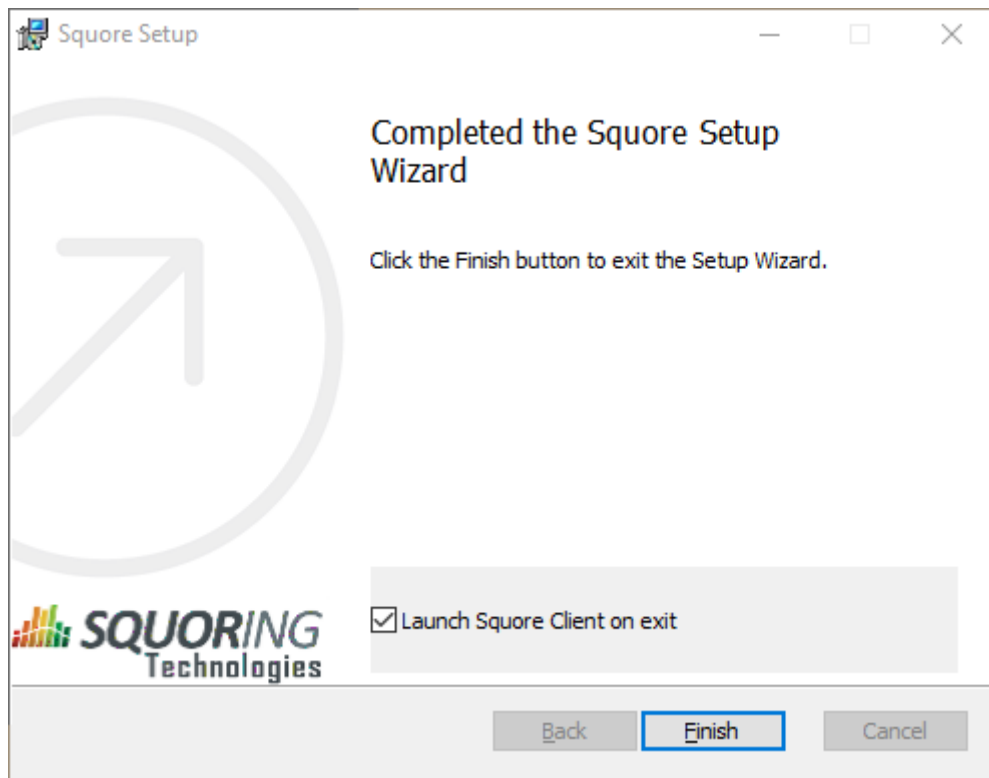 Squore Setup
Completed the Squore Setup
Wizard
Click the Finish button to exit the Setup Wizard.
Launch Squore Client on exit
SQUORING
Technologies
Back
Finish
Cancel